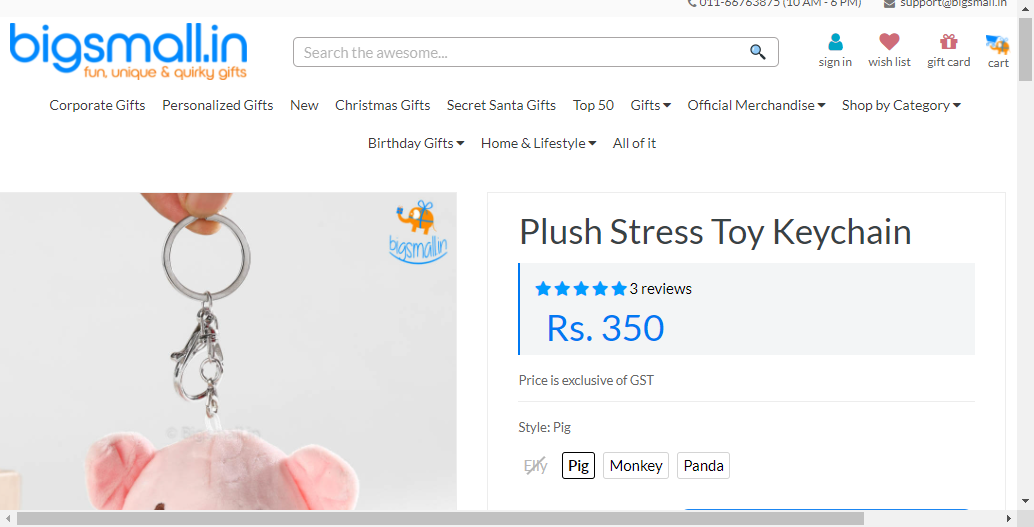 011-66763875 (10 AM - 6 PM) support@bigsmall.in
bigsmall.in
fun, unique & quirky gifts
Search the awesome...
sign in wish list gift card cart
Corporate Gifts Personalized Gifts New Christmas Gifts Secret Santa Gifts Top 50 Gifts Official Merchandise Shop by Category
Birthday Gifts Home & Lifestyle All of it
bigsmall.in
Plush Stress Toy Keychain
3 reviews
Rs. 350
Price is exclusive of GST
Style: Pig
Elly Pig Monkey Panda